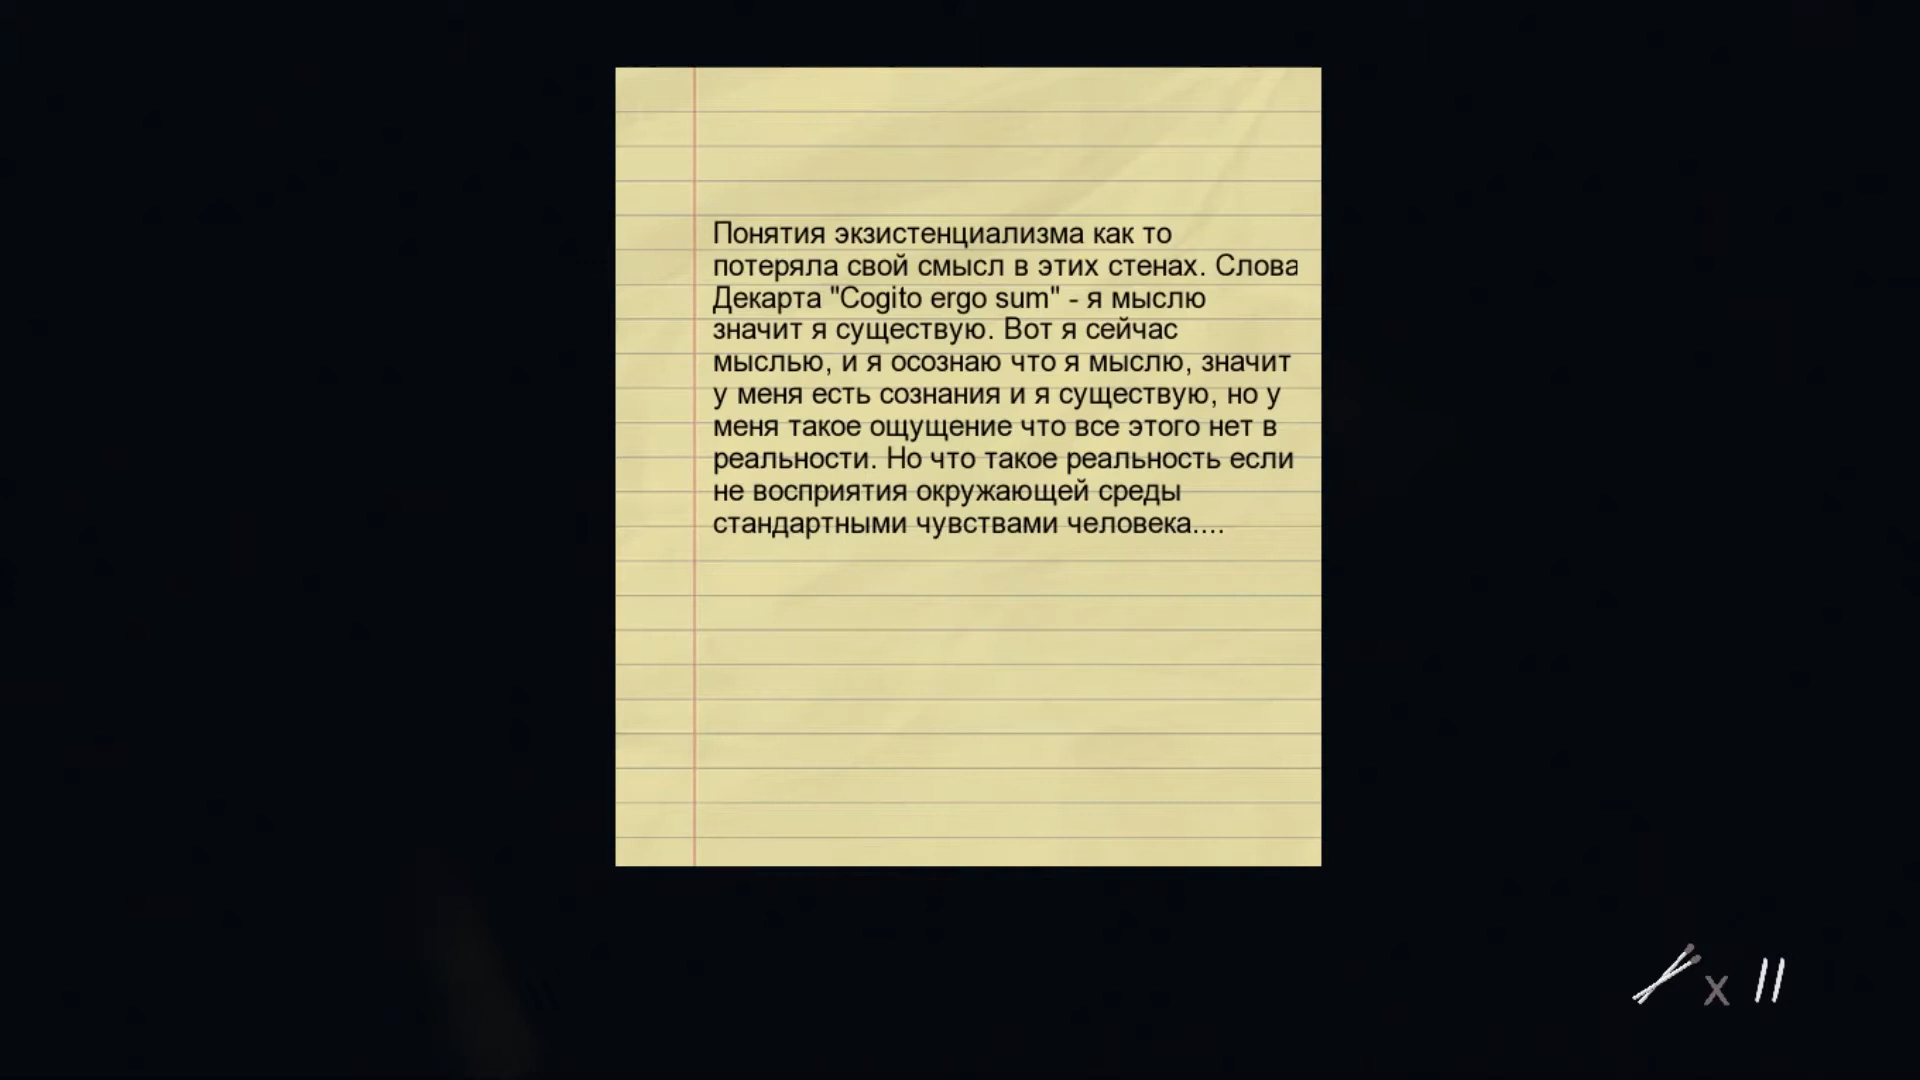 Понятия экзистенциализма как то
потеряла свой смысл в этих стенах. Слова
Декарта "Cogito ergo sum" - я мыслю
значит я существую. Вот я сейчас
мыслью, и я осознаю что я мыслю, значит
у меня есть сознания и я существую, но у
меня такое ощущение что все этого нет в
реальности. Но что такое реальность если
не восприятия окружающей среды
стандартными чувствами человека....
x 11